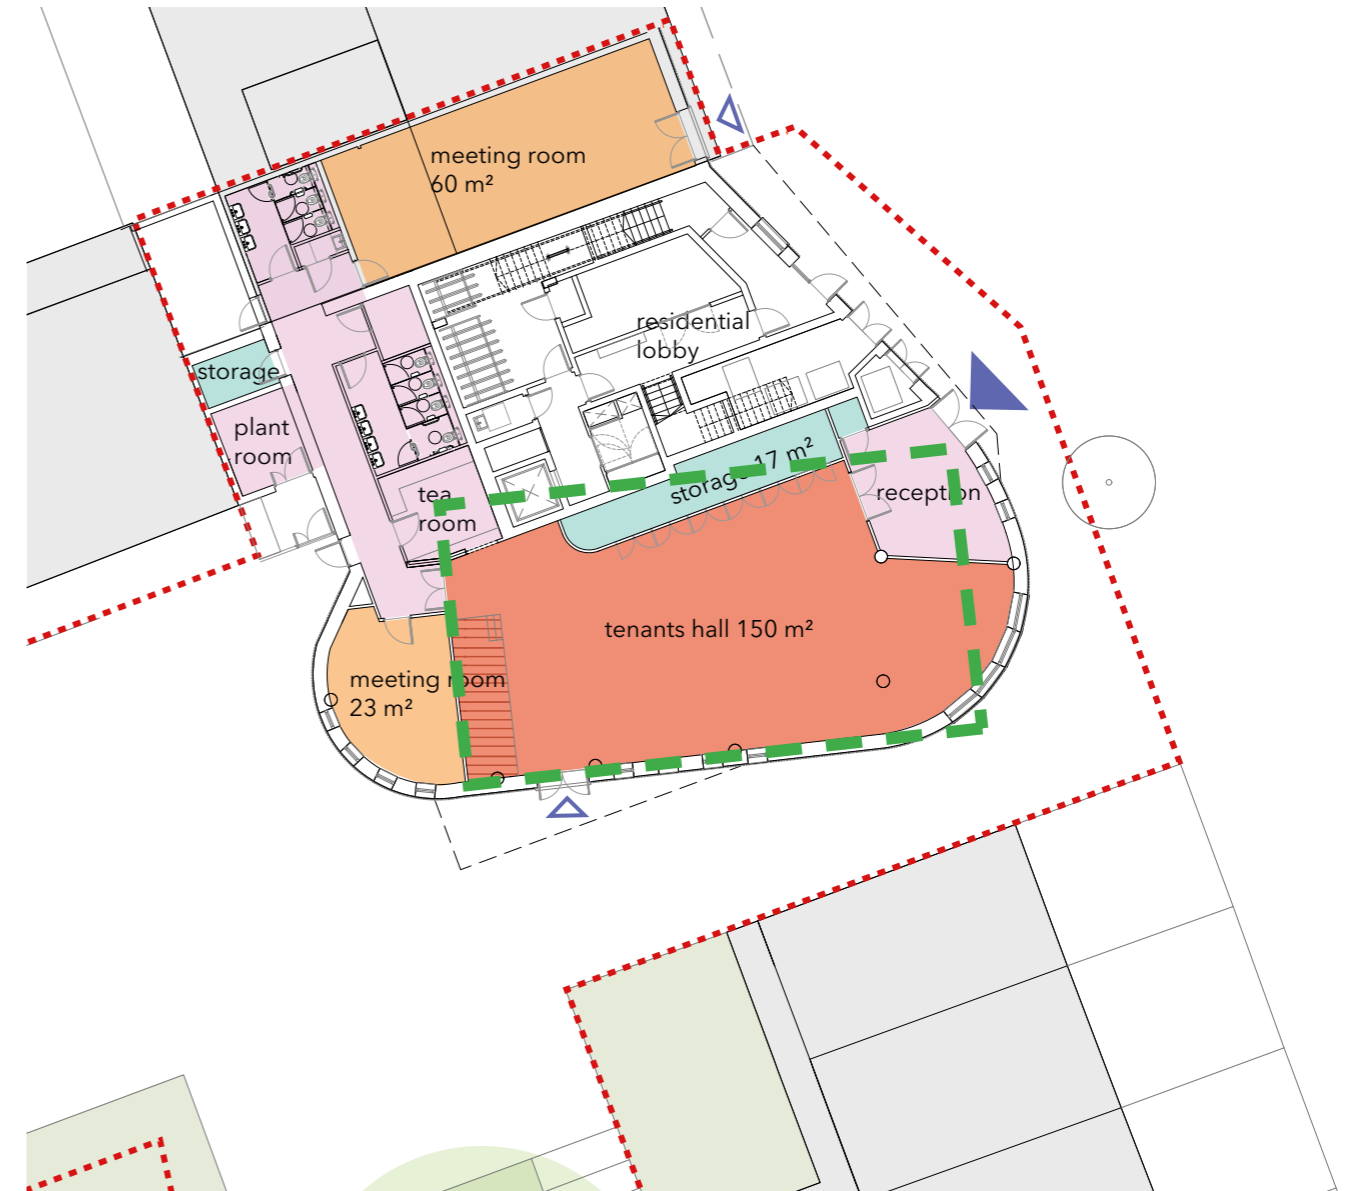 meeting room
60 m²
residential
lobby
storage
plant
room
storage 17 m²
tea
room
reception
tenants hall 150 m²
meeting room
23 m²